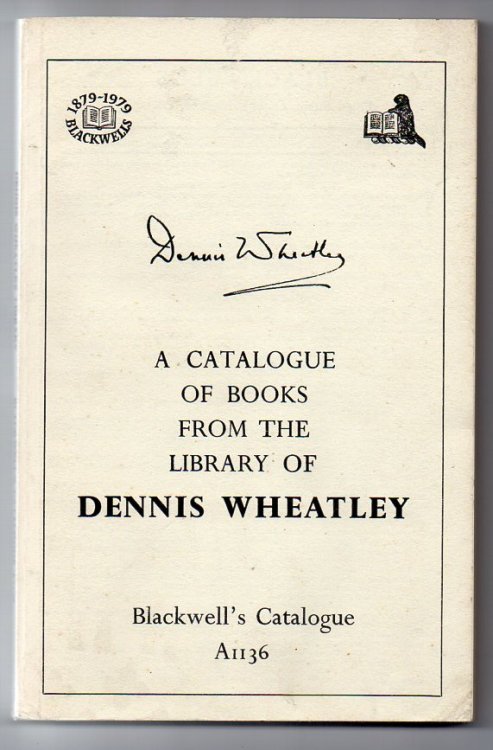 1879-1979
BLACKWELLS
Dennis Wheatley
A CATALOGUE
OF BOOKS
FROM THE
LIBRARY OF
DENNIS WHEATLEY
Blackwell's Catalogue
A1136